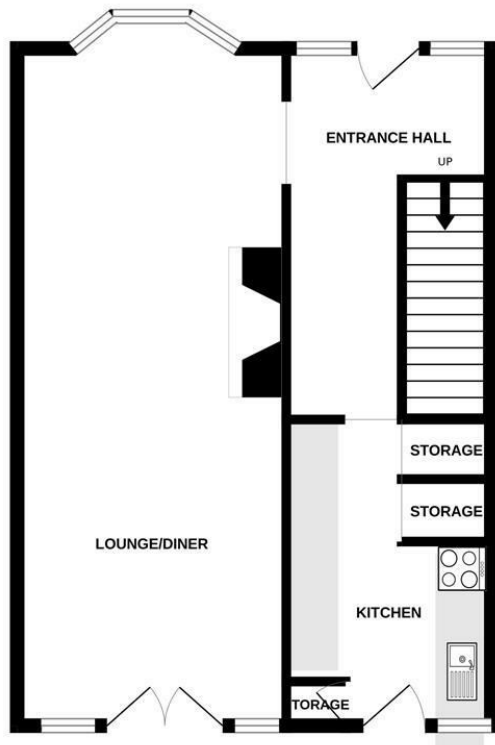 ENTRANCE HALL
UP
STORAGE
STORAGE
LOUNGE/DINER
KITCHEN
TORAGE